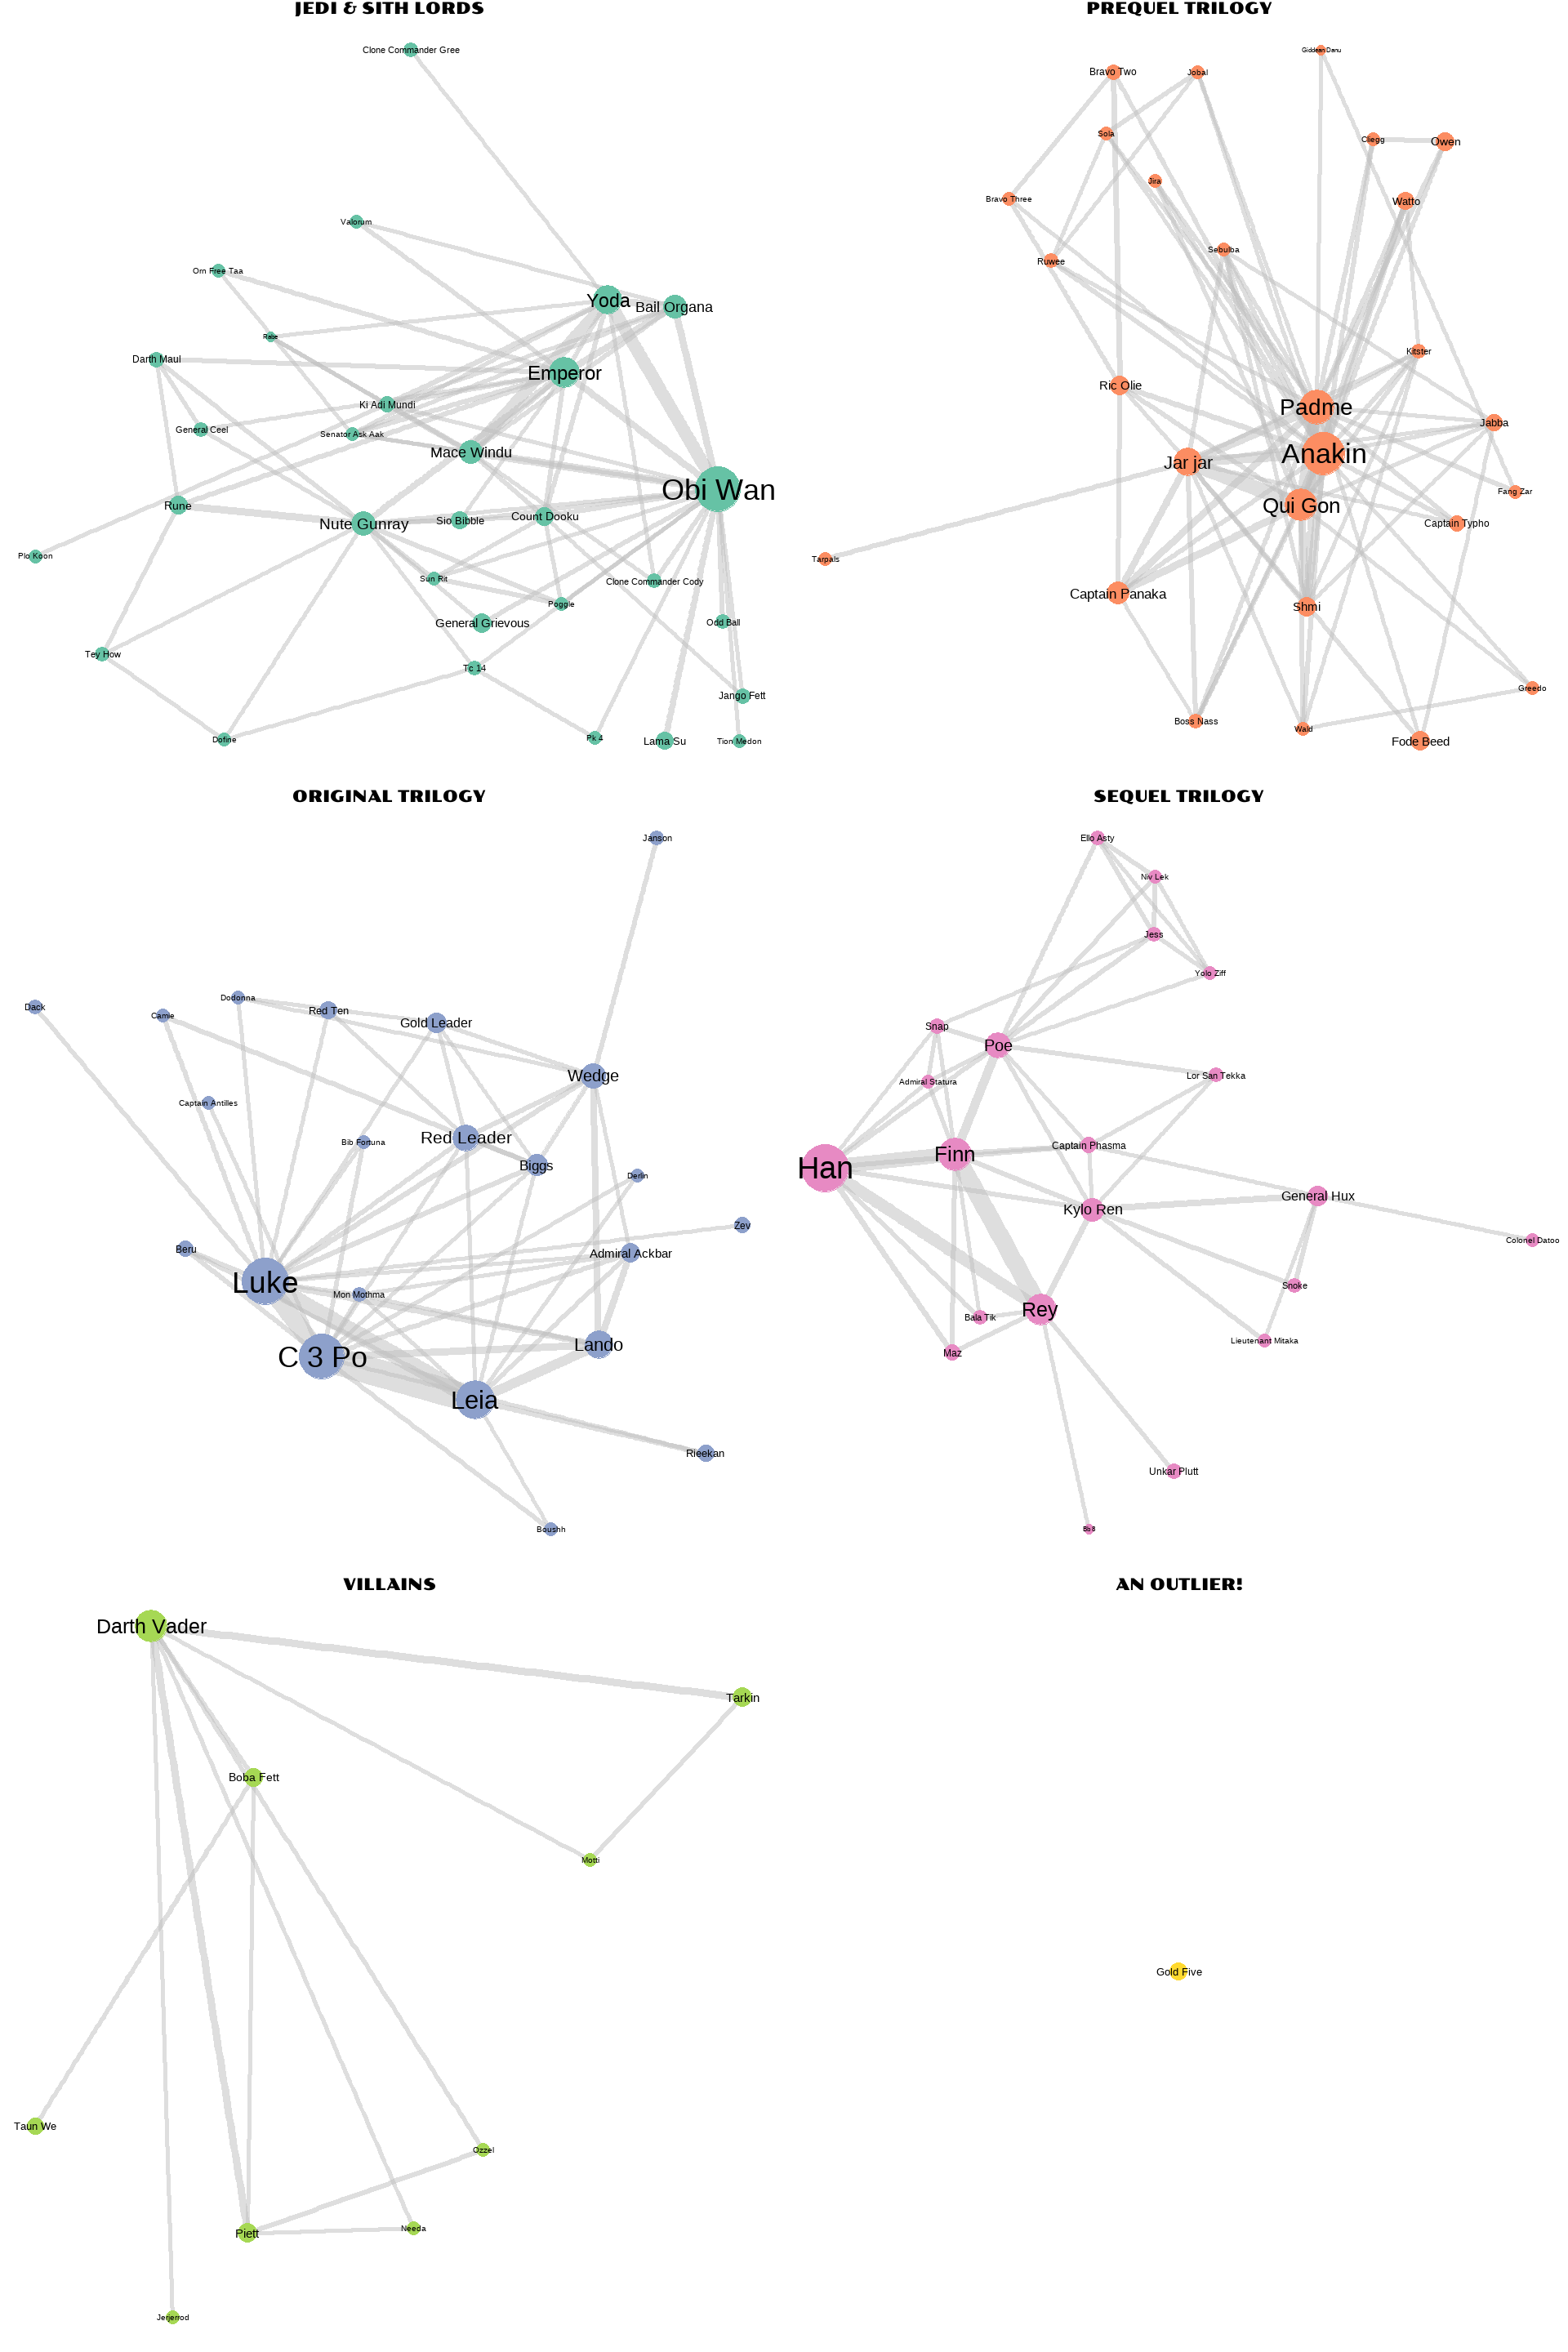 JEDI & SITH LORDS
Clone Commander Gree
Valorum
Orn Free Taa
Yoda
Bail Organa
Rabe
Darth Maul
Emperor
Ki Adi Mundi
General Ceel
Senator Ask Aak
Mace Windu
Obi Wan
Rune
Nute Gunray
Sio Bibble
Count Dooku
Plo Koon
Sun Rit
Clone Commander Cody
Poggle
General Grievous
Odd Ball
Tey How
Tc 14
Jango Fett
Dofine
Pk 4
Lama Su
Tion Medon
PREQUEL TRILOGY
Giddean Danu
Bravo Two
Jobal
Sola
Cliegg
Owen
Jira
Bravo Three
Watto
Sebulba
Ruwee
Kitster
Ric Olie
Padme
Jabba
Anakin
Jar jar
Fang Zar
Qui Gon
Captain Typho
Tarpals
Captain Panaka
Shmi
Greedo
Boss Nass
Wald
Fode Beed
ORIGINAL TRILOGY
Janson
Dack
Dodonna
Camie
Red Ten
Gold Leader
Wedge
Captain Antilles
Bib Fortuna
Red Leader
Biggs
Derlin
Zev
Beru
Admiral Ackbar
Luke
Mon Mothma
Lando
C 3 Po
Leia
Rieekan
Boushh
SEQUEL TRILOGY
Ello Asty
Niv Lek
Jess
Yolo Ziff
Snap
Poe
Admiral Statura
Lor San Tekka
Captain Phasma
Han
Finn
General Hux
Kylo Ren
Colonel Datoo
Snoke
Rey
Bala Tik
Lieutenant Mitaka
Maz
Unkar Plutt
Bb 8
VILLAINS
Darth Vader
Tarkin
Boba Fett
Motti
Taun We
Ozzel
Piett
Needa
Jerjerrod
AN OUTLIER!
Gold Five